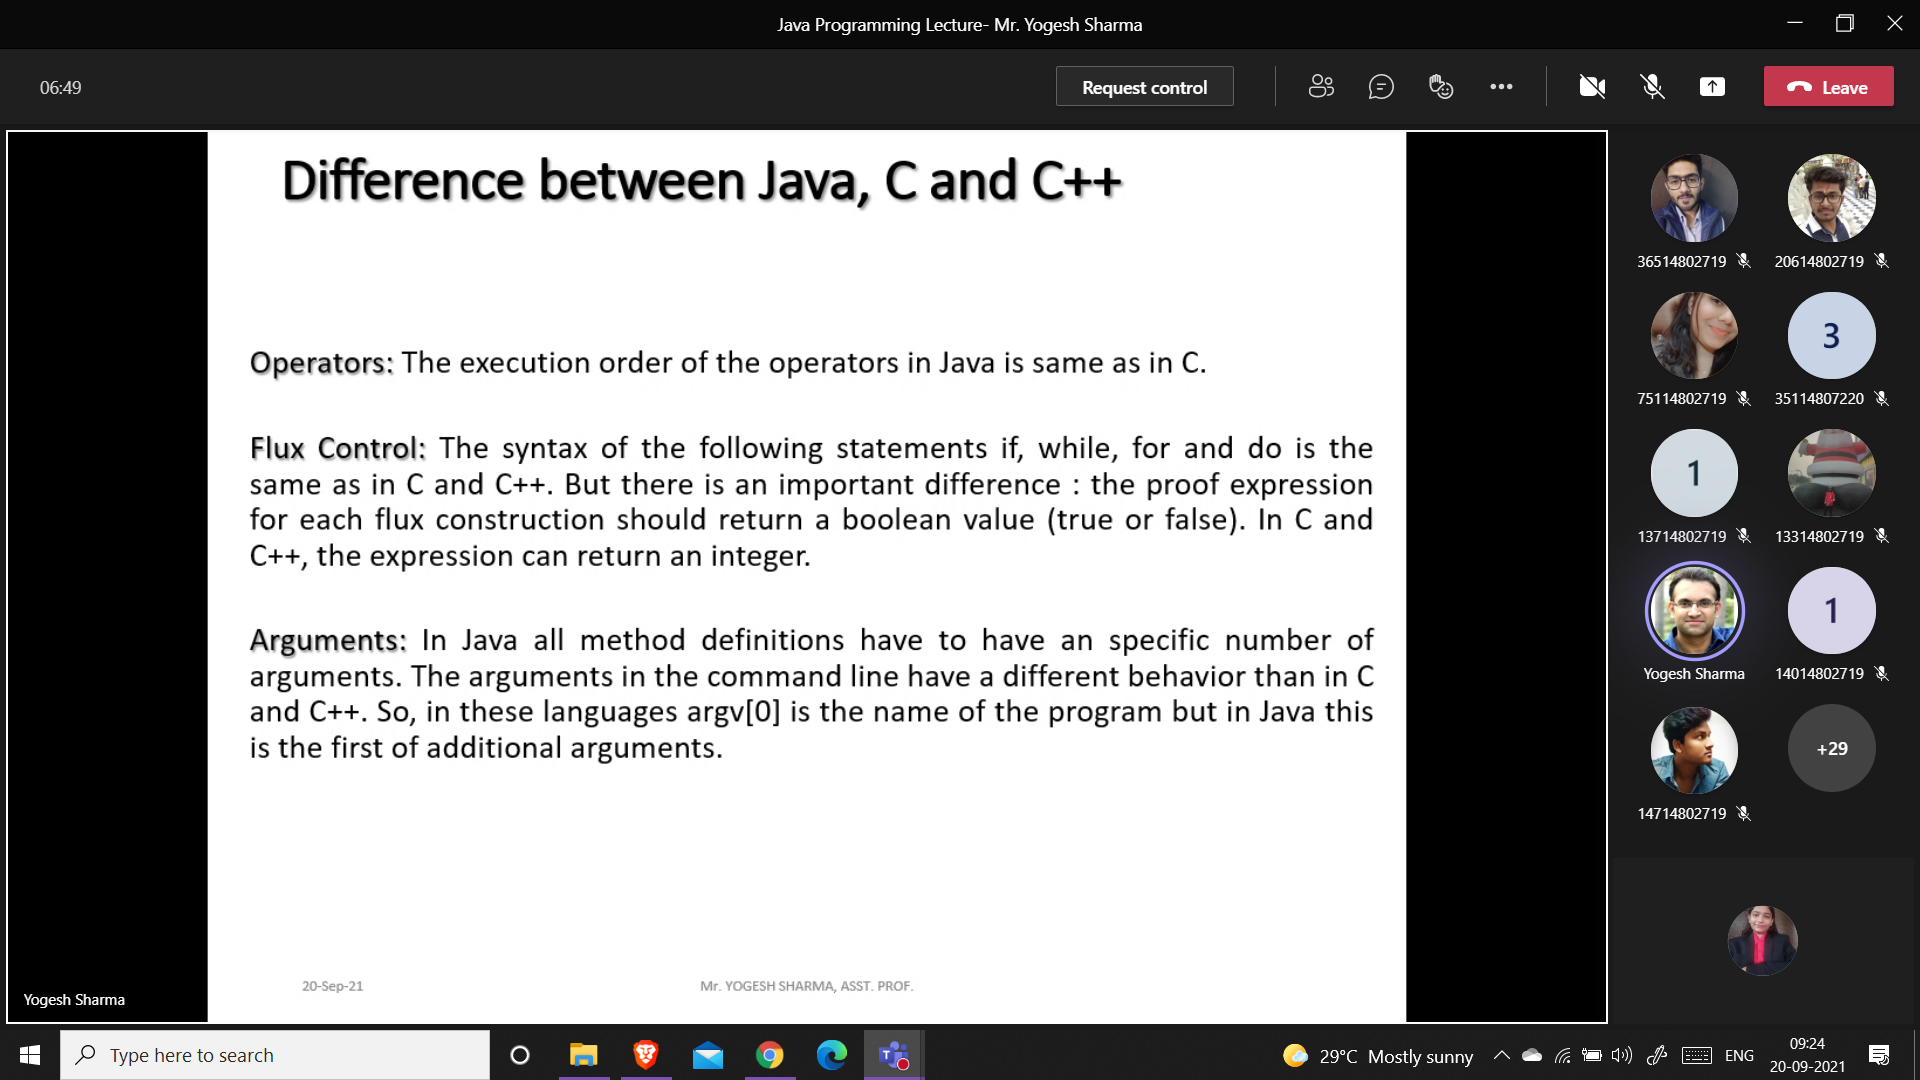 Java Programming Lecture- Mr. Yogesh Sharma
06:49
Request control
Leave
Difference between Java, C and C++
Operators: The execution order of the operators in Java is same as in C.
Flux Control: The syntax of the following statements if, while, for and do is the
same as in C and C++. But there is an important difference : the proof expression
for each flux construction should return a boolean value (true or false). In C and
C++, the expression can return an integer.
Arguments: In Java all method definitions have to have an specific number of
arguments. The arguments in the command line have a different behavior than in C
and C++. So, in these languages argv[0] is the name of the program but in Java this
is the first of additional arguments.
20-Sep-21
Mr. YOGESH SHARMA, ASST. PROF.
Yogesh Sharma
36514802719
20614802719
3
75114802719
35114807220
1
13714802719
13314802719
1
Yogesh Sharma
14014802719
+29
14714802719
Type here to search
T
29°C Mostly sunny
ENG
09:24
20-09-2021